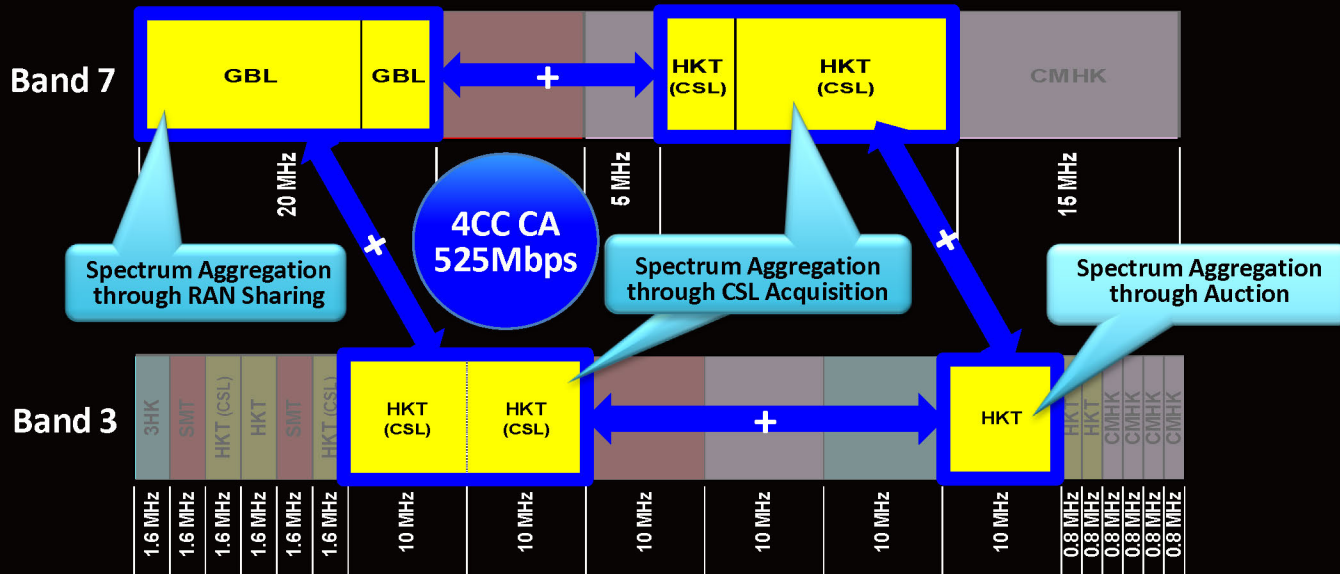 Band 7
GBL
GBL
+
HKT
(CSL)
HKT
(CSL)
CMHK
20 MHz
5 MHz
15 MHz
4CC CA
525Mbps
+
+
Spectrum Aggregation
through RAN Sharing
Spectrum Aggregation
through CSL Acquisition
Spectrum Aggregation
through Auction
Band 3
3HK
SMT
HKT (CSL)
HKT
SMT
HKT (CSL)
HKT
(CSL)
HKT
(CSL)
+
HKT
HKT
HKT
CMHK
CMHK
CMHK
CMHK
1.6 MHz
1.6 MHz
1.6 MHz
1.6 MHz
1.6 MHz
1.6 MHz
10 MHz
10 MHz
10 MHz
10 MHz
10 MHz
10 MHz
0.8 MHz
0.8 MHz
0.8 MHz
0.8 MHz
0.8 MHz
0.8 MHz